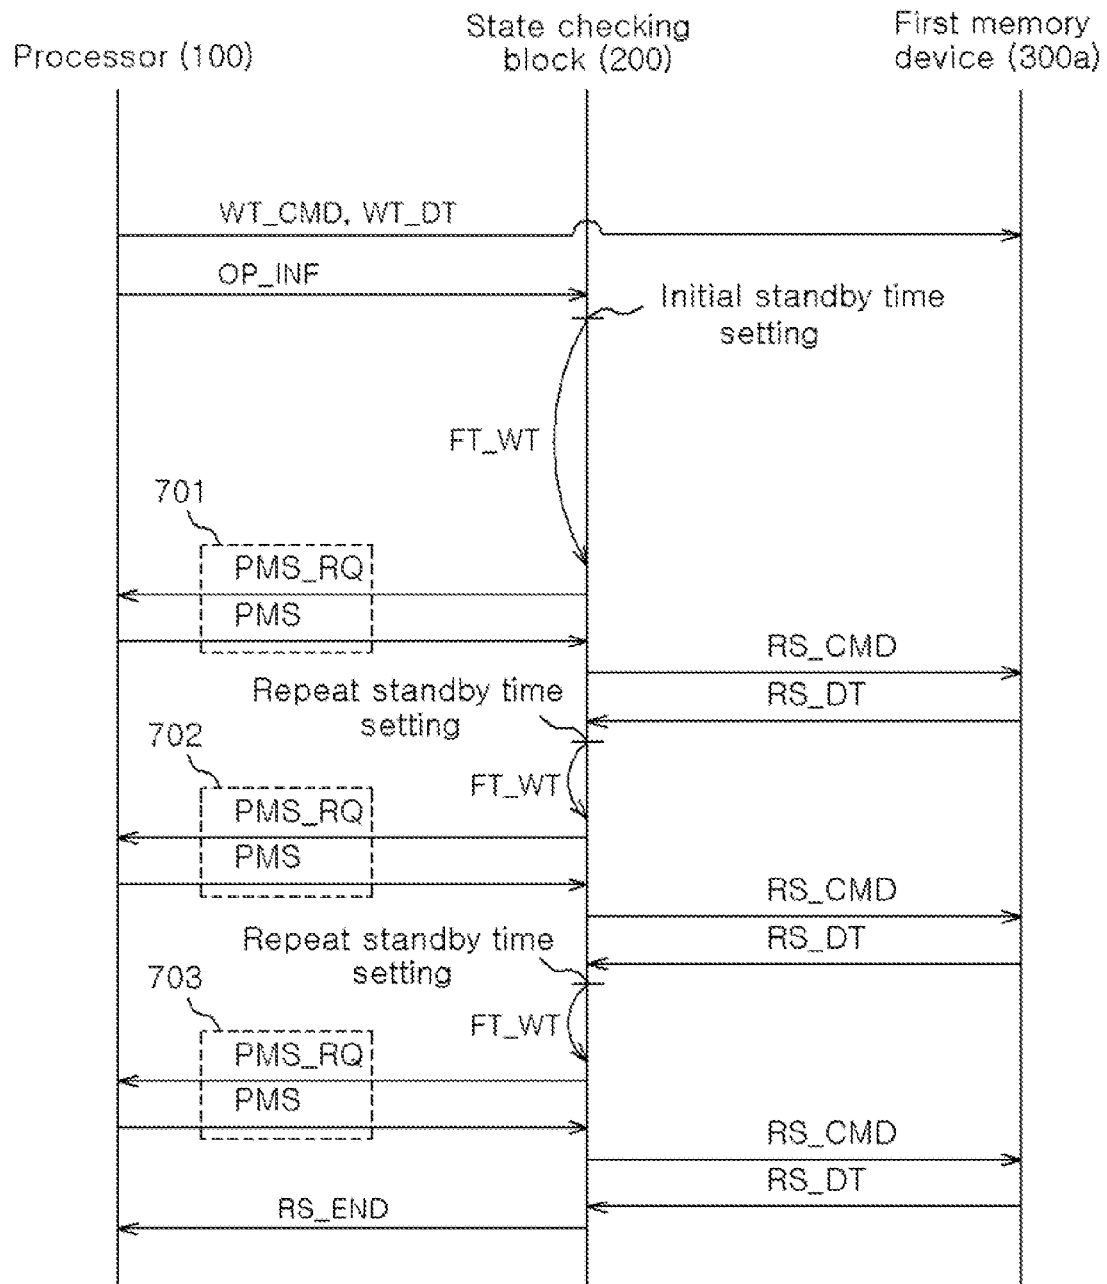 Processor (100)
State checking
block (200)
First memory
device (300a)
WT_CMD, WT_DT
OP_INF
Initial standby time
setting
FT_WT
701
PMS_RQ
PMS
RS_CMD
RS_DT
Repeat standby time
setting
702
FT_WT
PMS_RQ
PMS
RS_CMD
RS_DT
Repeat standby time
setting
703
FT_WT
PMS_RQ
PMS
RS_CMD
RS_DT
RS_END